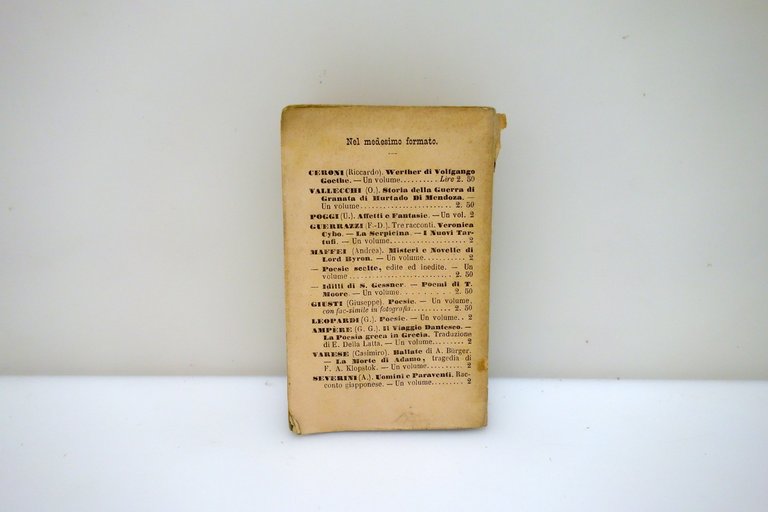 Nel medesimo formato.
CERONI (Riccardo). Werther di Volfgango
Goethe. — Un volume.......... Lire 2. 50
VALLECCHI (O.). Storia della Guerra di
Granata di Hurtado Di Mendoza. —
Un volume........................ 2. 50
POGGI (U.). Affetti e Fantasie. — Un vol. 2
GUERRAZZI (F.-D.). Tre racconti. Veronica
Cybo. — La Serpicina. — I Nuovi Tar-
tufi. — Un volume.................... 2
MAFFEI (Andrea). Misteri e Novelle di
Lord Byron. — Un volume............ 2
— Poesie scelte, edite ed inedite. — Un
volume........................... 2. 50
— Idilli di S. Gessner. — Poemi di T.
Moore. — Un volume............ 2. 50
GIUSTI (Giuseppe). Poesie. — Un volume,
con fac-simile in fotografia.......... 2. 50
LEOPARDI (G.). Poesie. — Un volume.. 2
AMPÈRE (G. G.). Il Viaggio Dantesco. —
La Poesia greca in Grecia. Traduzione
di E. Della Latta. — Un volume........ 2
VARESE (Casimiro). Ballate di A. Bürger.
— La Morte di Adamo, tragedia di
F. A. Klopstok. — Un volume.......... 2
SEVERINI (A.). Uomini e Paraventi. Rac-
conto giapponese. — Un volume........ 2